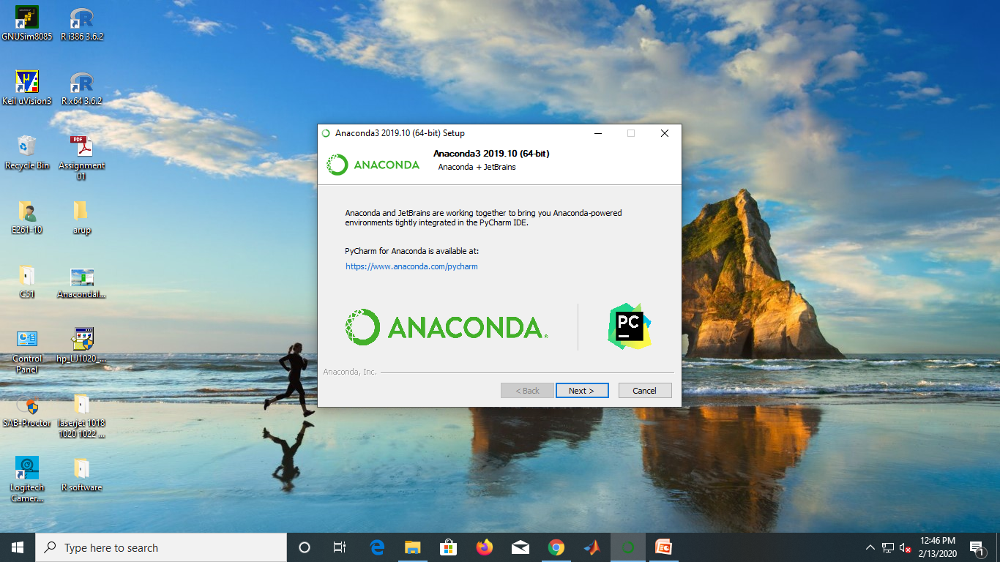 GNUSim8085
R i386 3.6.2
Keil uVision3
R x64 3.6.2
Recycle Bin
PDF
Assignment
01
E261-10
arup
C51
Anacondal...
Control
Panel
hp_LJ1020_...
SAB-Proctor
laserjet 1018
1020 1022 ...
Logitech
Camer...
R software
Anaconda3 2019.10 (64-bit) Setup
ANACONDA
Anaconda3 2019.10 (64-bit)
Anaconda + JetBrains
Anaconda and JetBrains are working together to bring you Anaconda-powered
environments tightly integrated in the PyCharm IDE.
PyCharm for Anaconda is available at:
https://www.anaconda.com/pycharm
ANACONDA®
PC
Anaconda, Inc.
< Back
Next >
Cancel
Type here to search
12:46 PM
2/13/2020
1